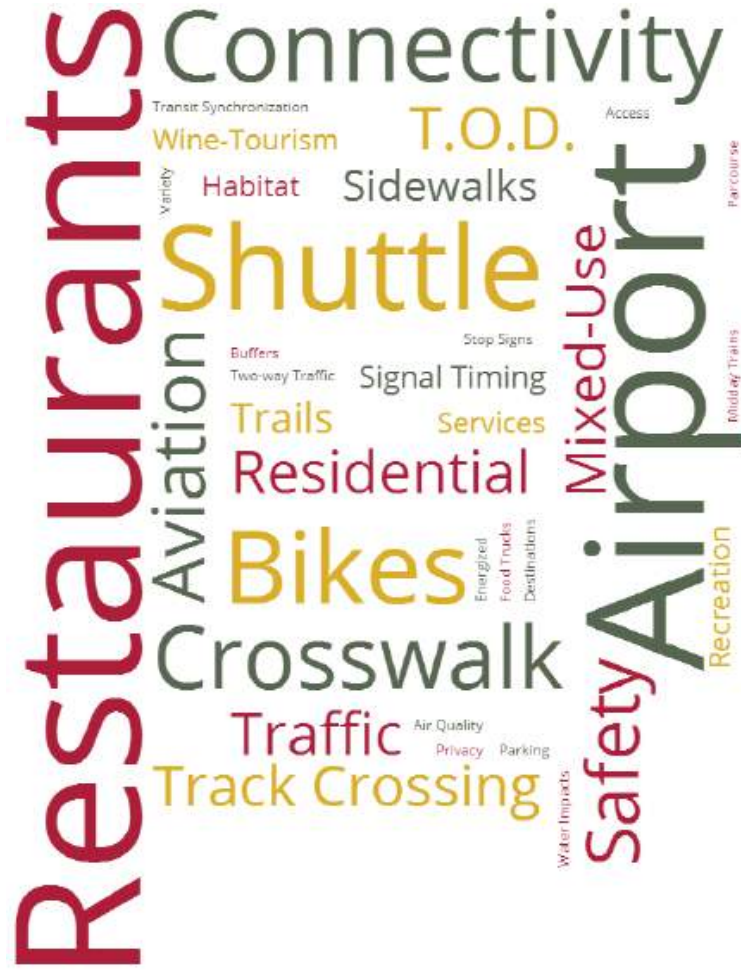 Restaurants
Connectivity
Transit Synchronization
Access
Wine-Tourism
T.O.D.
Parcourse
Variety
Habitat
Sidewalks
Airport
Shuttle
Mixed-Use
Stop Signs
Buffers
Midday Trains
Aviation
Two-way Traffic
Signal Timing
Trails
Services
Residential
Bikes
Energized
Food Trucks
Destinations
Recreation
Crosswalk
Safety
Traffic
Air Quality
Privacy
Parking
Track Crossing
Water Impacts